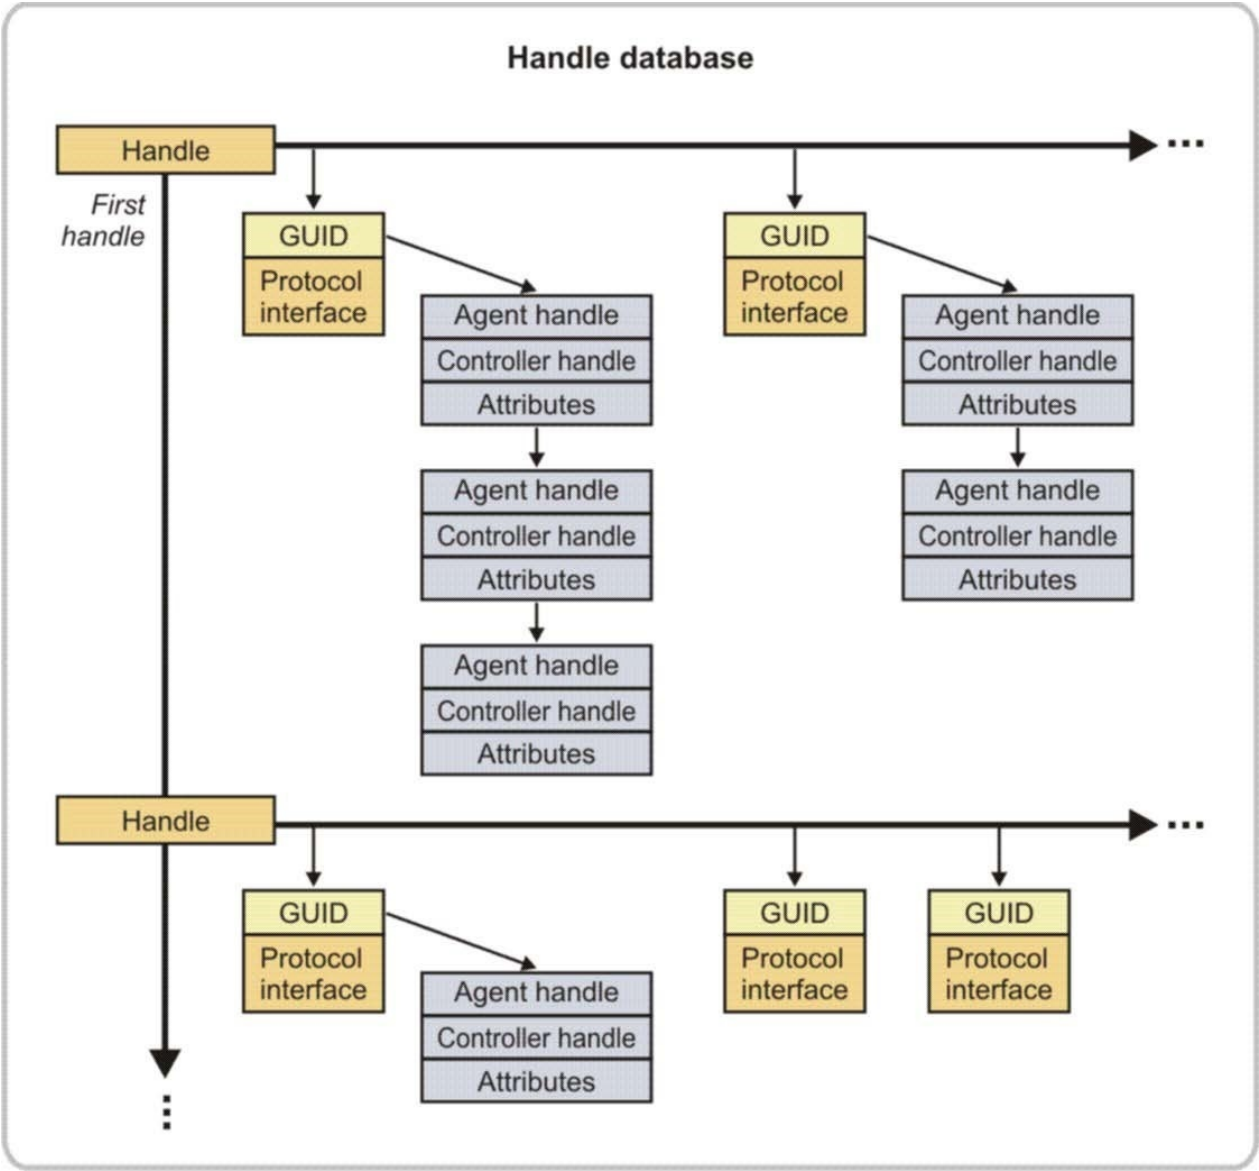 Handle database
Handle
...
First
handle
GUID
Protocol
interface
Agent handle
Controller handle
Attributes
Agent handle
Controller handle
Attributes
Agent handle
Controller handle
Attributes
GUID
Protocol
interface
Agent handle
Controller handle
Attributes
Agent handle
Controller handle
Attributes
Handle
...
GUID
Protocol
interface
Agent handle
Controller handle
Attributes
GUID
Protocol
interface
GUID
Protocol
interface
...